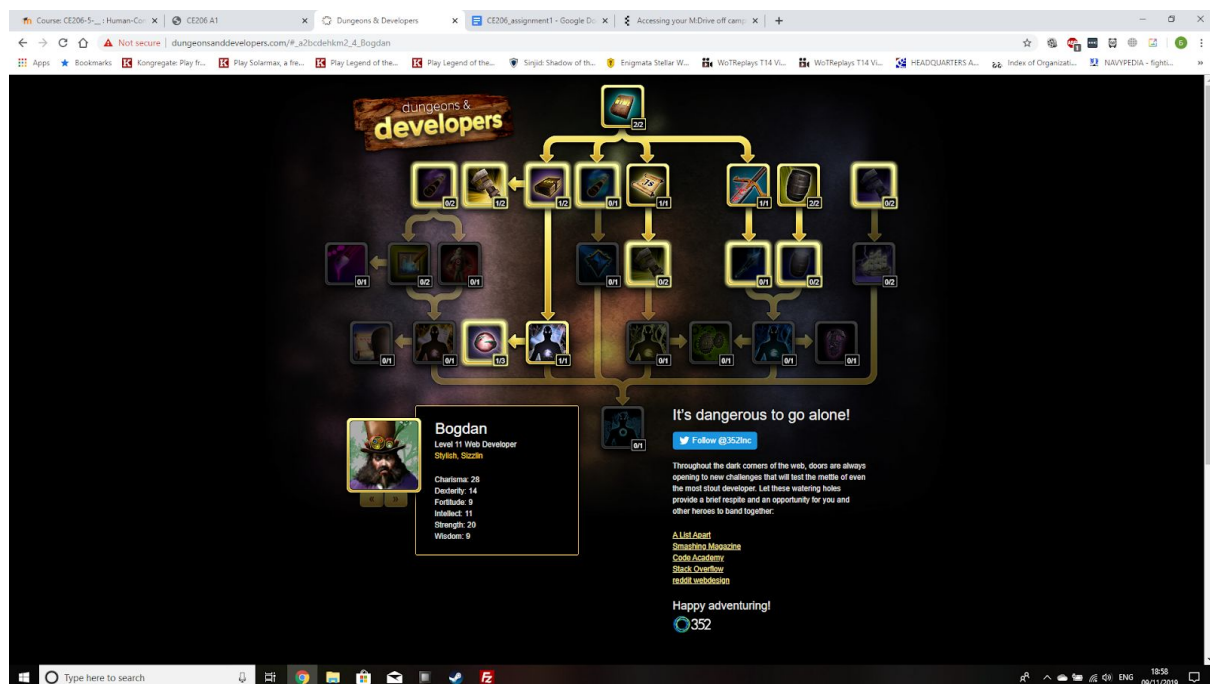 Course: CE206-5-__: Human-Con
CE206 A1
Dungeons & Developers
CE206_assignment1 - Google Do
Accessing your M:Drive off camp
Not secure | dungeonsanddevelopers.com/#_a2bcdehkm2_4_Bogdan
Apps
Bookmarks
Kongregate: Play fr...
Play Solarmax, a fre...
Play Legend of the...
Play Legend of the...
Sinjid: Shadow of th...
Enigmata Stellar W...
WoTReplays T14 Vi...
WoTReplays T14 Vi...
HEADQUARTERS A...
Index of Organizati...
NAVYPEDIA - fighti...
dungeons &
developers
2/2
0/2 1/2 1/2 0/1 1/1 1/1 2/2 0/2
JS
0/1 0/2 0/1 0/1 0/2 0/2 0/2 0/2
0/1 0/1 1/3 1/1 0/1 0/1 0/1 0/1
0/1
Bogdan
Level 11 Web Developer
Stylish, Sizzlin
Charisma: 28
Dexterity: 14
Fortitude: 9
Intellect: 11
Strength: 20
Wisdom: 9
It's dangerous to go alone!
Follow @352Inc
Throughout the dark corners of the web, doors are always
opening to new challenges that will test the mettle of even
the most stout developer. Let these watering holes
provide a brief respite and an opportunity for you and
other heroes to band together:
A List Apart
Smashing Magazine
Code Academy
Stack Overflow
reddit webdesign
Happy adventuring!
352
Type here to search
ENG
18:58
09/11/2019